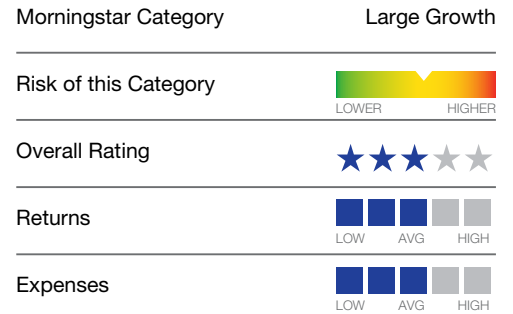 Morningstar Category Large Growth
Risk of this Category
LOWER HIGHER
Overall Rating
Returns
LOW AVG HIGH
Expenses
LOW AVG HIGH